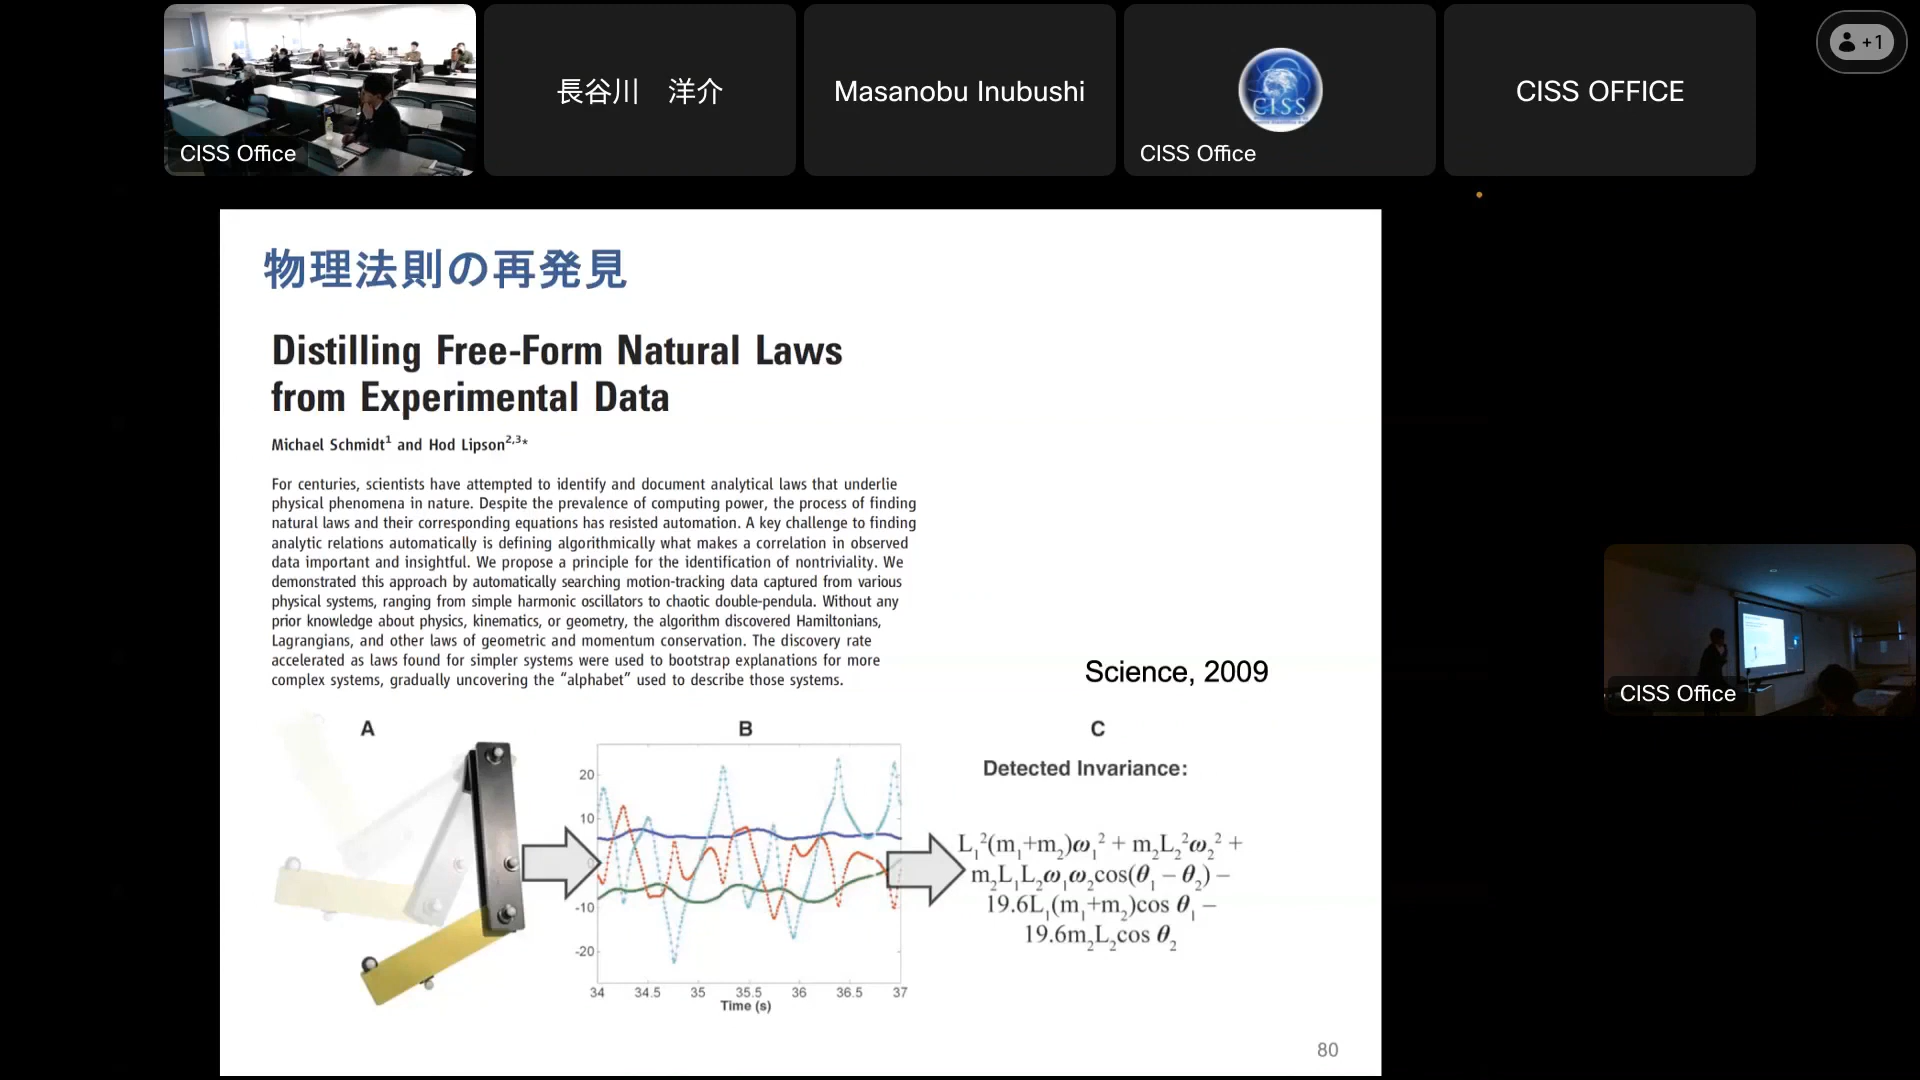 CISS Office
長谷川　洋介
Masanobu Inubushi
CISS
CISS Office
CISS OFFICE
+1
物理法則の再発見
Distilling Free-Form Natural Laws
from Experimental Data
Michael Schmidt¹ and Hod Lipson²,³*
For centuries, scientists have attempted to identify and document analytical laws that underlie
physical phenomena in nature. Despite the prevalence of computing power, the process of finding
natural laws and their corresponding equations has resisted automation. A key challenge to finding
analytic relations automatically is defining algorithmically what makes a correlation in observed
data important and insightful. We propose a principle for the identification of nontriviality. We
demonstrated this approach by automatically searching motion-tracking data captured from various
physical systems, ranging from simple harmonic oscillators to chaotic double-pendula. Without any
prior knowledge about physics, kinematics, or geometry, the algorithm discovered Hamiltonians,
Lagrangians, and other laws of geometric and momentum conservation. The discovery rate
accelerated as laws found for simpler systems were used to bootstrap explanations for more
complex systems, gradually uncovering the “alphabet” used to describe those systems.
Science, 2009
CISS Office
A
B
C
Detected Invariance:
20
10
-10
-20
34 34.5 35 35.5 36 36.5 37
Time (s)
L₁²(m₁+m₂)ω₁² + m₂L₂²ω₂² +
m₂L₁L₂ω₁ω₂cos(θ₁ − θ₂) −
19.6L₁(m₁+m₂)cos θ₁ −
19.6m₂L₂cos θ₂
80